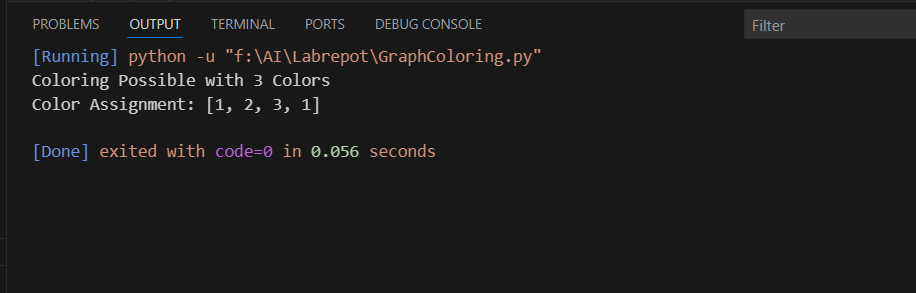 PROBLEMS OUTPUT TERMINAL PORTS DEBUG CONSOLE Filter
[Running] python -u "f:\AI\Labrepot\GraphColoring.py"
Coloring Possible with 3 Colors
Color Assignment: [1, 2, 3, 1]
[Done] exited with code=0 in 0.056 seconds